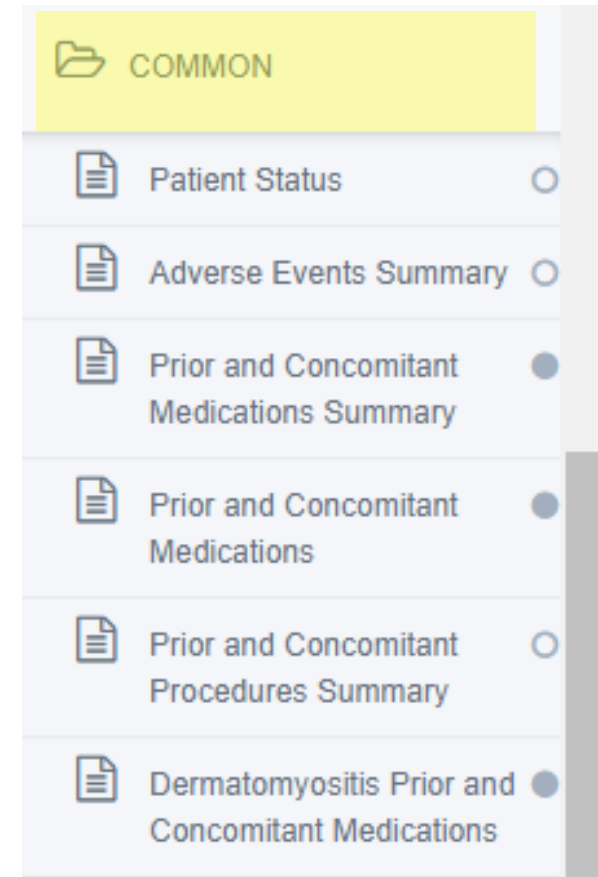 COMMON
Patient Status
Adverse Events Summary
Prior and Concomitant
Medications Summary
Prior and Concomitant
Medications
Prior and Concomitant
Procedures Summary
Dermatomyositis Prior and
Concomitant Medications